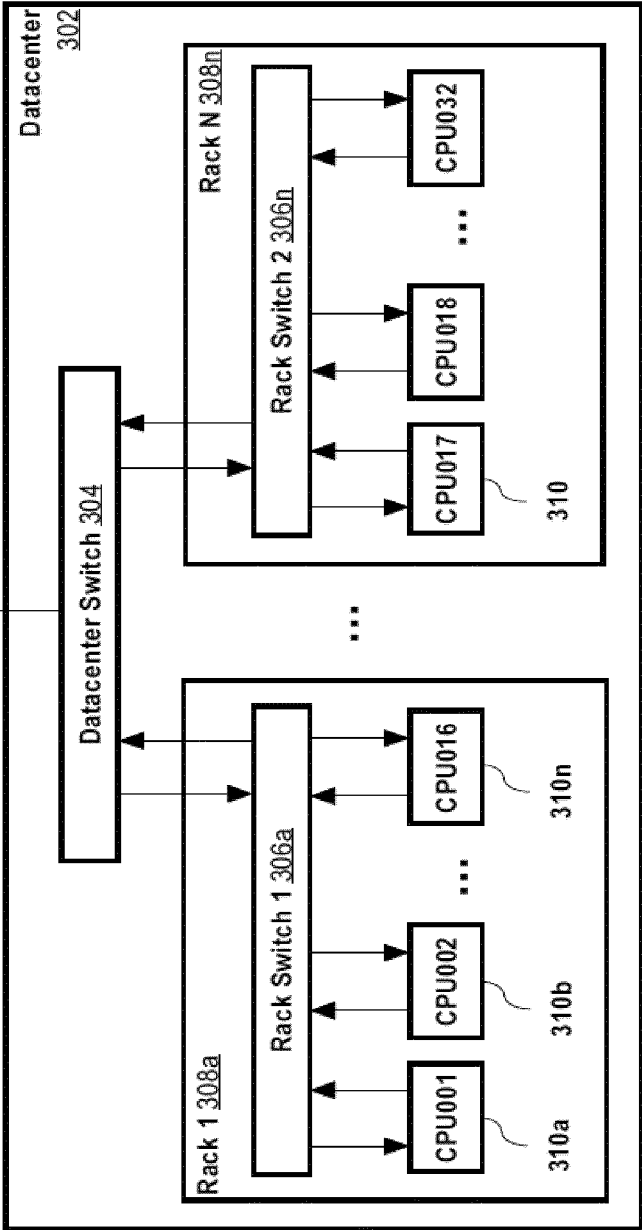 Datacenter
302
Datacenter Switch 304
Rack 1 308a
Rack Switch 1 306a
CPU001
CPU002
...
CPU016
310a
310b
310n
...
Rack N 308n
Rack Switch 2 306n
CPU017
CPU018
...
CPU032
310